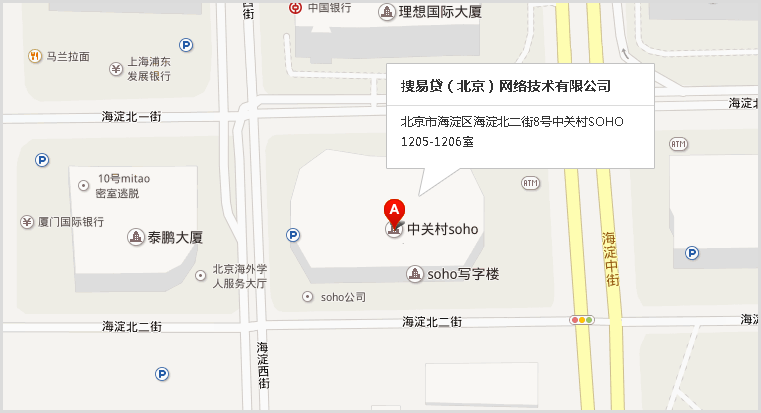 西街
中国银行
理想国际大厦
P
马兰拉面
上海浦东
发展银行
搜易贷（北京）网络技术有限公司
北京市海淀区海淀北二街8号中关村SOHO
1205-1206室
海淀北一街
海淀
P
ATM
10号mitao
密室逃脱
ATM
厦门国际银行
泰鹏大厦
A
中关村soho
P
海淀中街
P
北京海外学
人服务大厅
soho写字楼
soho公司
海淀北二街
海淀北二街
海淀
海淀西街
P